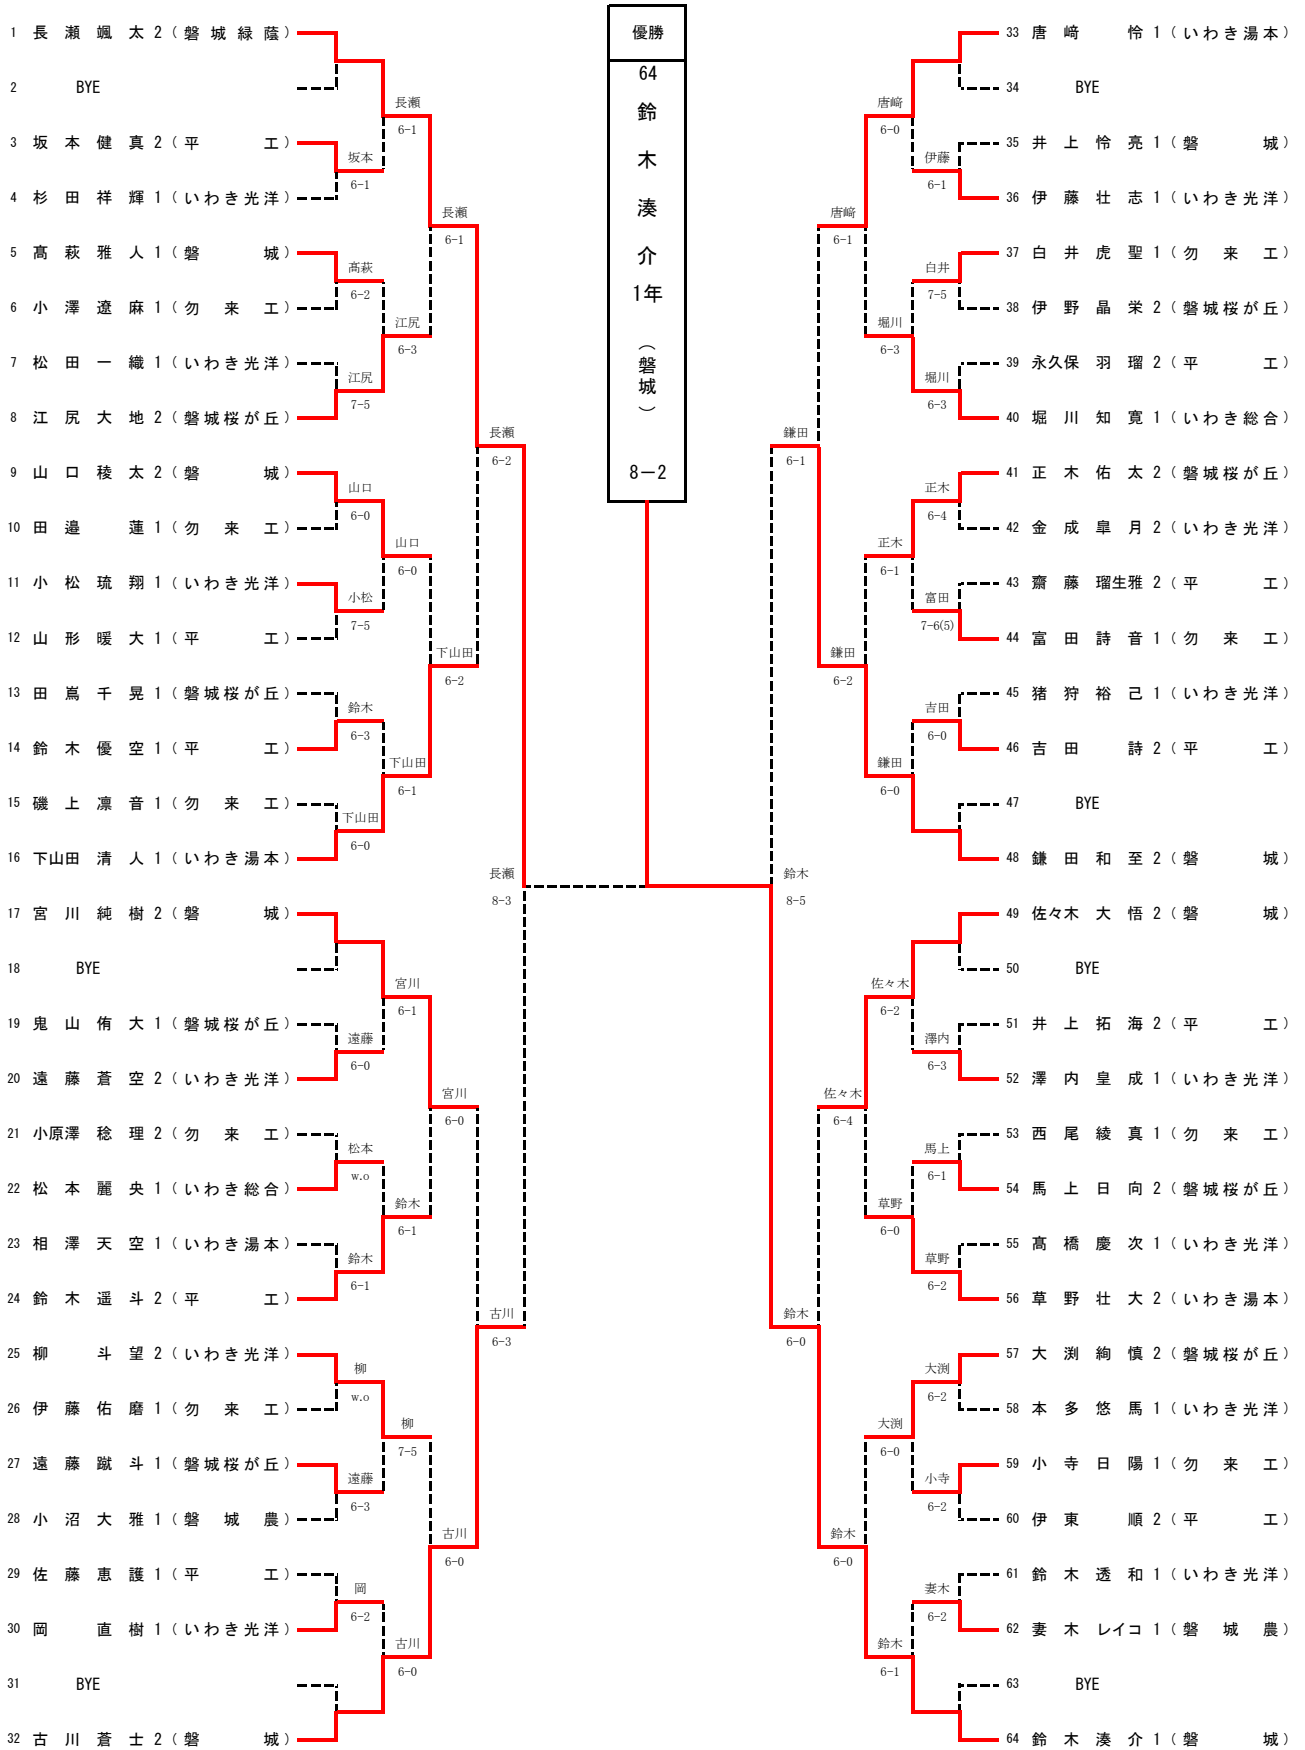 優勝
64
鈴
木
湊
介
1年
（磐城）
8－2
1 長瀬颯太 2（磐城緑蔭）
2 BYE
3 坂本健真 2（平工）
4 杉田祥輝 1（いわき光洋）
5 髙萩雅人 1（磐城）
6 小澤遼麻 1（勿来工）
7 松田一織 1（いわき光洋）
8 江尻大地 2（磐城桜が丘）
9 山口稜太 2（磐城）
10 田邉蓮 1（勿来工）
11 小松琉翔 1（いわき光洋）
12 山形暖大 1（平工）
13 田嶌千晃 1（磐城桜が丘）
14 鈴木優空 1（平工）
15 磯上凛音 1（勿来工）
16 下山田清人 1（いわき湯本）
17 宮川純樹 2（磐城）
18 BYE
19 鬼山侑大 1（磐城桜が丘）
20 遠藤蒼空 2（いわき光洋）
21 小原澤稔理 2（勿来工）
22 松本麗央 1（いわき総合）
23 相澤天空 1（いわき湯本）
24 鈴木遥斗 2（平工）
25 柳斗望 2（いわき光洋）
26 伊藤佑磨 1（勿来工）
27 遠藤蹴斗 1（磐城桜が丘）
28 小沼大雅 1（磐城農）
29 佐藤恵護 1（平工）
30 岡直樹 1（いわき光洋）
31 BYE
32 古川蒼士 2（磐城）
坂本
6-1
髙萩
6-2
江尻
7-5
山口
6-0
小松
7-5
鈴木
6-3
下山田
6-0
遠藤
6-0
松本
w.o
鈴木
6-1
柳
w.o
遠藤
6-3
岡
6-2
長瀬
6-1
江尻
6-3
山口
6-0
下山田
6-1
宮川
6-1
鈴木
6-1
柳
7-5
古川
6-0
長瀬
6-1
下山田
6-2
宮川
6-0
古川
6-0
長瀬
6-2
古川
6-3
長瀬
8-3
鈴木
8-5
鎌田
6-1
鈴木
6-0
唐﨑
6-1
鎌田
6-2
佐々木
6-4
鈴木
6-0
唐﨑
6-0
堀川
6-3
正木
6-1
鎌田
6-0
佐々木
6-2
草野
6-0
大渕
6-0
鈴木
6-1
伊藤
6-1
白井
7-5
堀川
6-3
正木
6-4
富田
7-6(5)
吉田
6-0
澤内
6-3
馬上
6-1
草野
6-2
大渕
6-2
小寺
6-2
妻木
6-2
33 唐﨑怜 1（いわき湯本）
34 BYE
35 井上怜亮 1（磐城）
36 伊藤壮志 1（いわき光洋）
37 白井虎聖 1（勿来工）
38 伊野晶栄 2（磐城桜が丘）
39 永久保羽瑠 2（平工）
40 堀川知寛 1（いわき総合）
41 正木佑太 2（磐城桜が丘）
42 金成皐月 2（いわき光洋）
43 齋藤瑠生雅 2（平工）
44 富田詩音 1（勿来工）
45 猪狩裕己 1（いわき光洋）
46 吉田詩 2（平工）
47 BYE
48 鎌田和至 2（磐城）
49 佐々木大悟 2（磐城）
50 BYE
51 井上拓海 2（平工）
52 澤内皇成 1（いわき光洋）
53 西尾綾真 1（勿来工）
54 馬上日向 2（磐城桜が丘）
55 髙橋慶次 1（いわき光洋）
56 草野壮大 2（いわき湯本）
57 大渕絢慎 2（磐城桜が丘）
58 本多悠馬 1（いわき光洋）
59 小寺日陽 1（勿来工）
60 伊東順 2（平工）
61 鈴木透和 1（いわき光洋）
62 妻木レイコ 1（磐城農）
63 BYE
64 鈴木湊介 1（磐城）